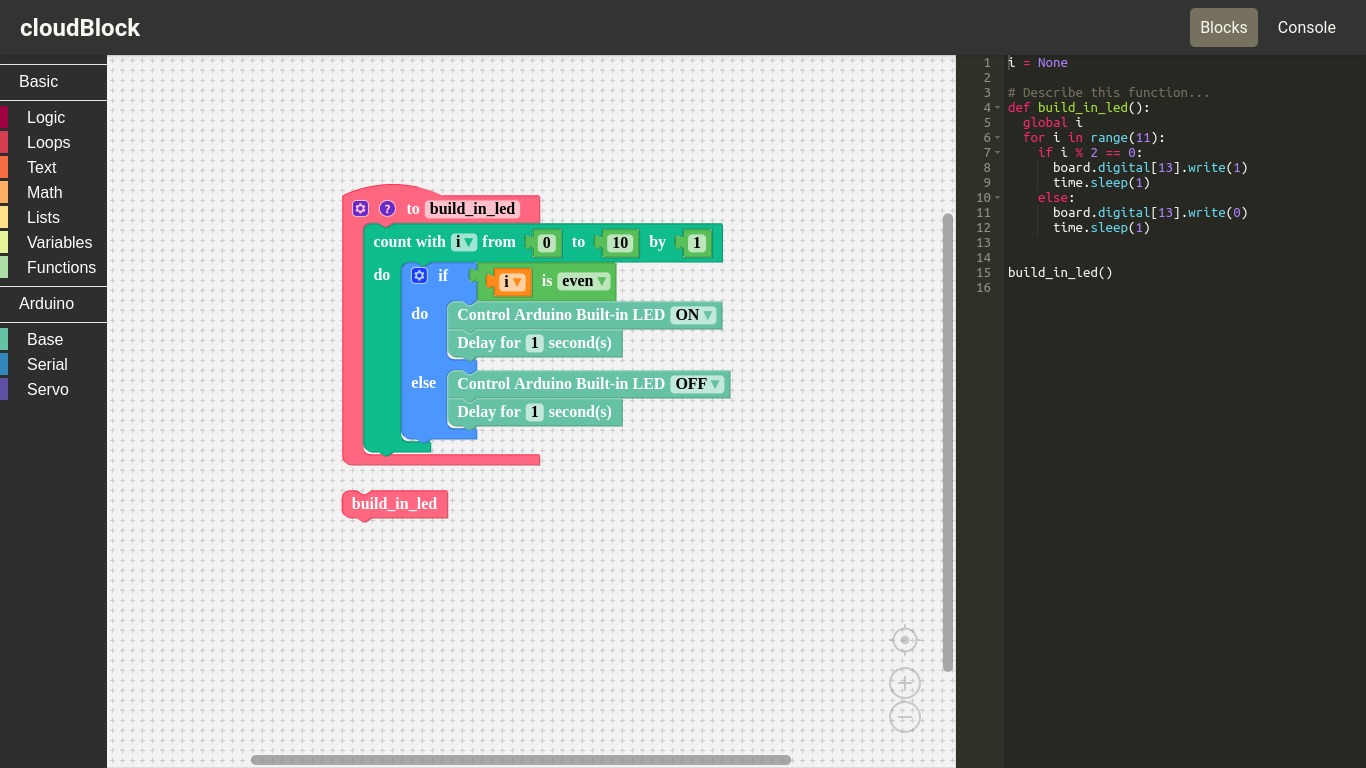 cloudBlock
Blocks
Console
Basic
Logic
Loops
Text
Math
Lists
Variables
Functions
Arduino
Base
Serial
Servo
? to build_in_led
count with i ▾ from 0 to 10 by 1
do if i ▾ is even ▾
do Control Arduino Built-in LED ON ▾
Delay for 1 second(s)
else Control Arduino Built-in LED OFF ▾
Delay for 1 second(s)
build_in_led
1 i = None
2
3 # Describe this function...
4 def build_in_led():
5   global i
6   for i in range(11):
7     if i % 2 == 0:
8       board.digital[13].write(1)
9       time.sleep(1)
10     else:
11       board.digital[13].write(0)
12       time.sleep(1)
13
14
15 build_in_led()
16